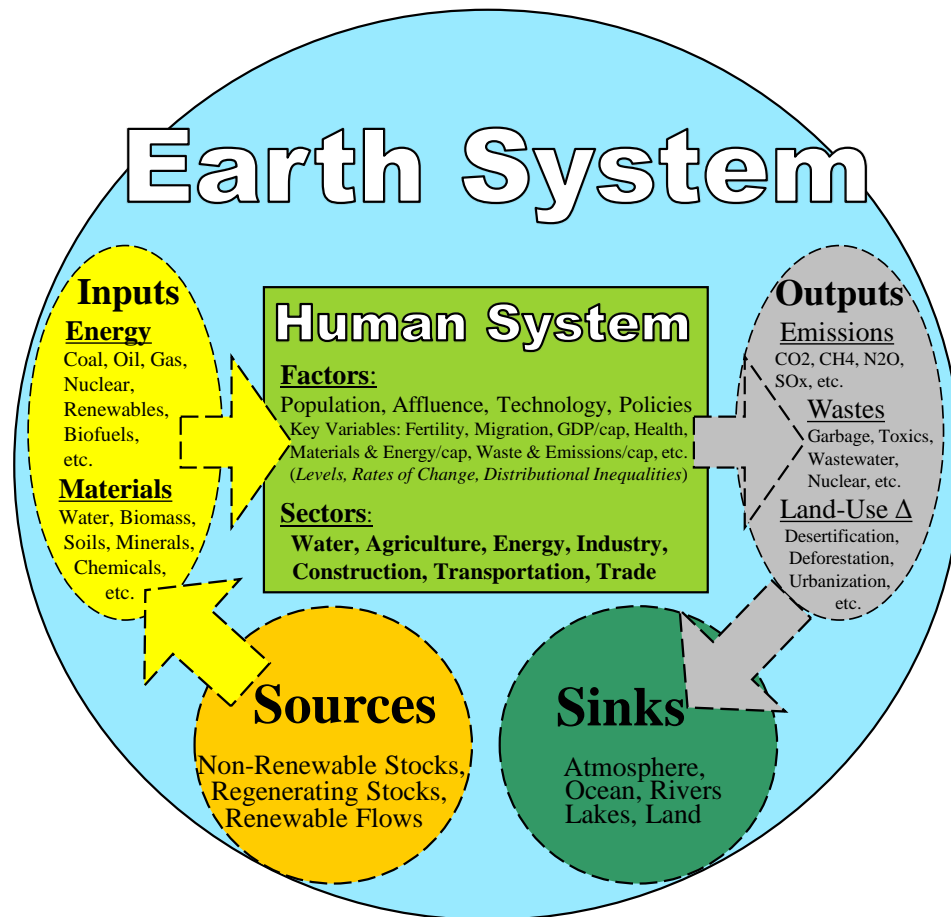 Earth System
Inputs
Energy
Coal, Oil, Gas,
Nuclear,
Renewables,
Biofuels,
etc.
Materials
Water, Biomass,
Soils, Minerals,
Chemicals,
etc.
Human System
Factors:
Population, Affluence, Technology, Policies
Key Variables: Fertility, Migration, GDP/cap, Health,
Materials & Energy/cap, Waste & Emissions/cap, etc.
(Levels, Rates of Change, Distributional Inequalities)
Sectors:
Water, Agriculture, Energy, Industry,
Construction, Transportation, Trade
Outputs
Emissions
CO2, CH4, N2O,
SOx, etc.
Wastes
Garbage, Toxics,
Wastewater,
Nuclear, etc.
Land-Use Δ
Desertification,
Deforestation,
Urbanization,
etc.
Sources
Non-Renewable Stocks,
Regenerating Stocks,
Renewable Flows
Sinks
Atmosphere,
Ocean, Rivers
Lakes, Land